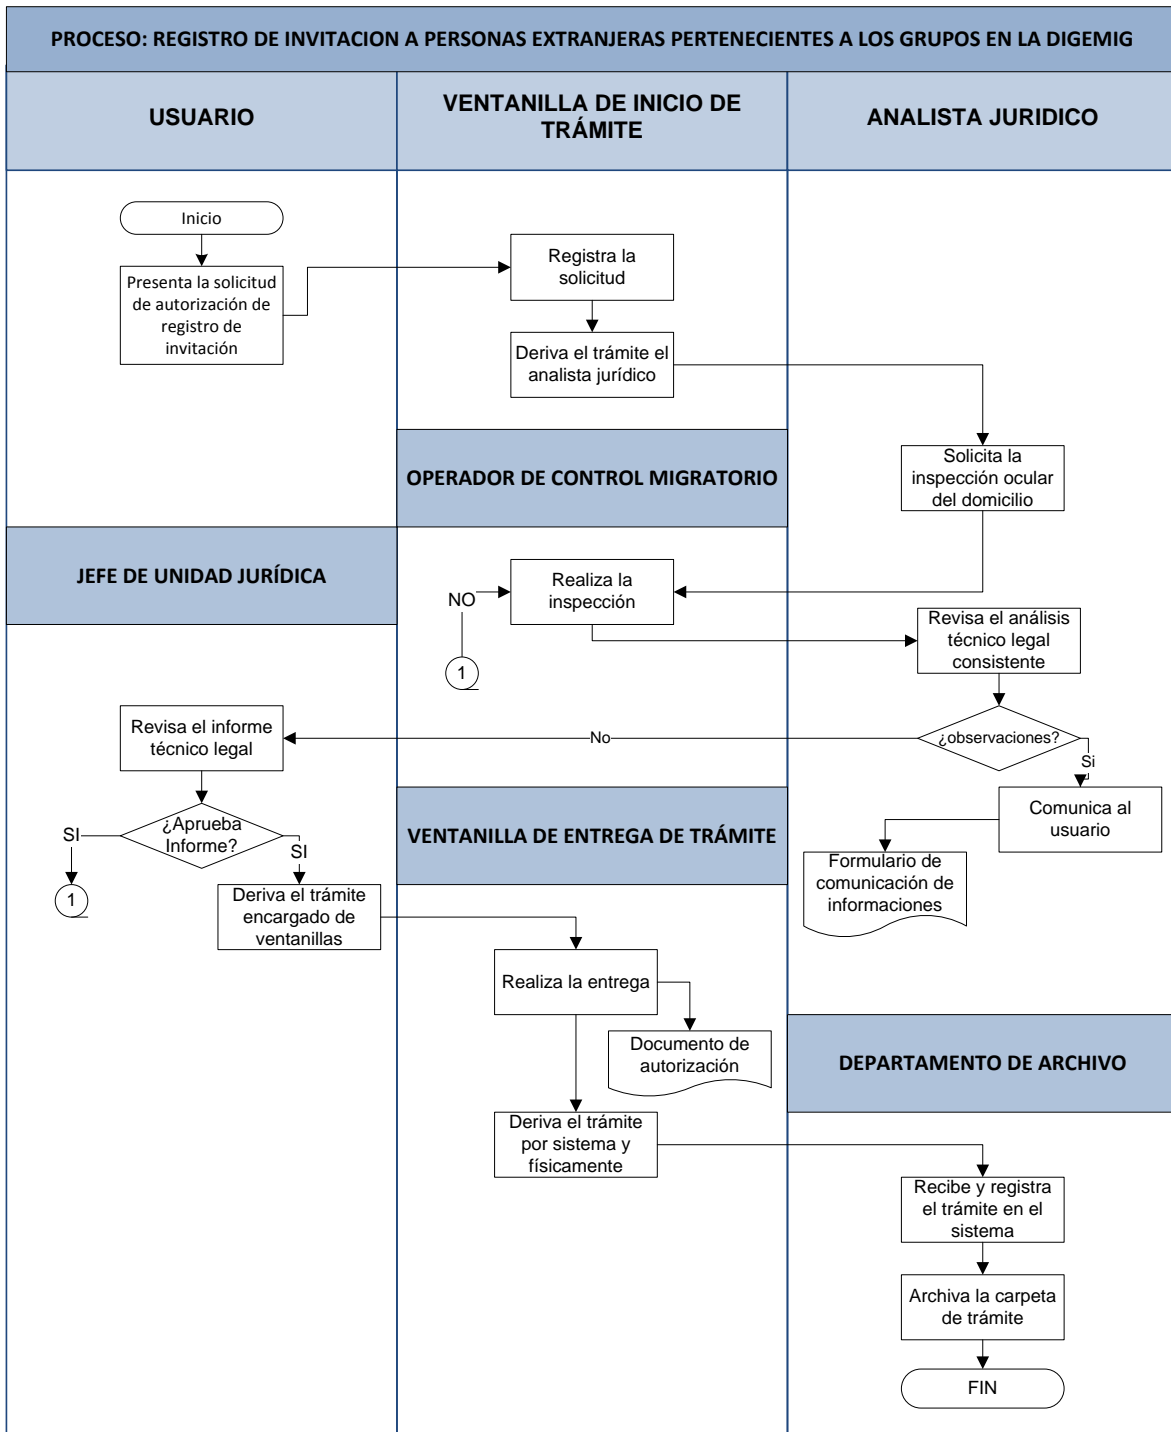 PROCESO: REGISTRO DE INVITACION A PERSONAS EXTRANJERAS PERTENECIENTES A LOS GRUPOS EN LA DIGEMIG
USUARIO
VENTANILLA DE INICIO DE
TRÁMITE
ANALISTA JURIDICO
Inicio
Presenta la solicitud
de autorización de
registro de
invitación
Registra la
solicitud
Deriva el trámite el
analista jurídico
Solicita la
inspección ocular
del domicilio
OPERADOR DE CONTROL MIGRATORIO
JEFE DE UNIDAD JURÍDICA
NO
1
Realiza la
inspección
Revisa el análisis
técnico legal
consistente
¿observaciones?
No
Si
Comunica al
usuario
Formulario de
comunicación de
informaciones
Revisa el informe
técnico legal
¿Aprueba
Informe?
SI
SI
1
Deriva el trámite
encargado de
ventanillas
VENTANILLA DE ENTREGA DE TRÁMITE
Realiza la entrega
Documento de
autorización
Deriva el trámite
por sistema y
físicamente
DEPARTAMENTO DE ARCHIVO
Recibe y registra
el trámite en el
sistema
Archiva la carpeta
de trámite
FIN